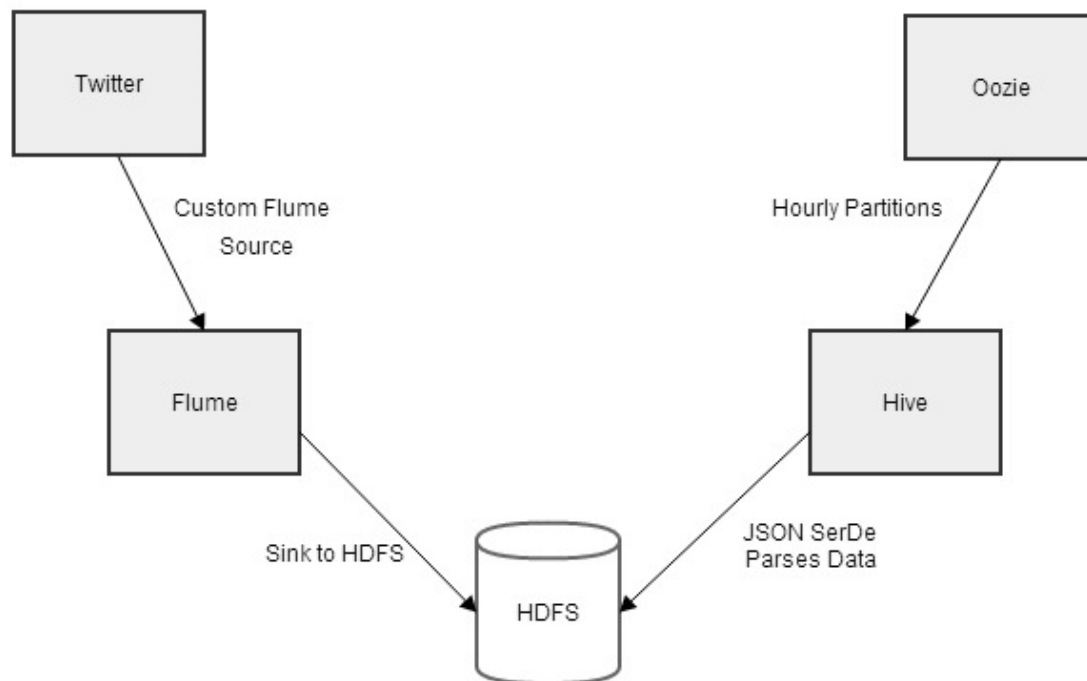 Twitter
Oozie
Custom Flume
Source
Hourly Partitions
Flume
Hive
Sink to HDFS
JSON SerDe
Parses Data
HDFS